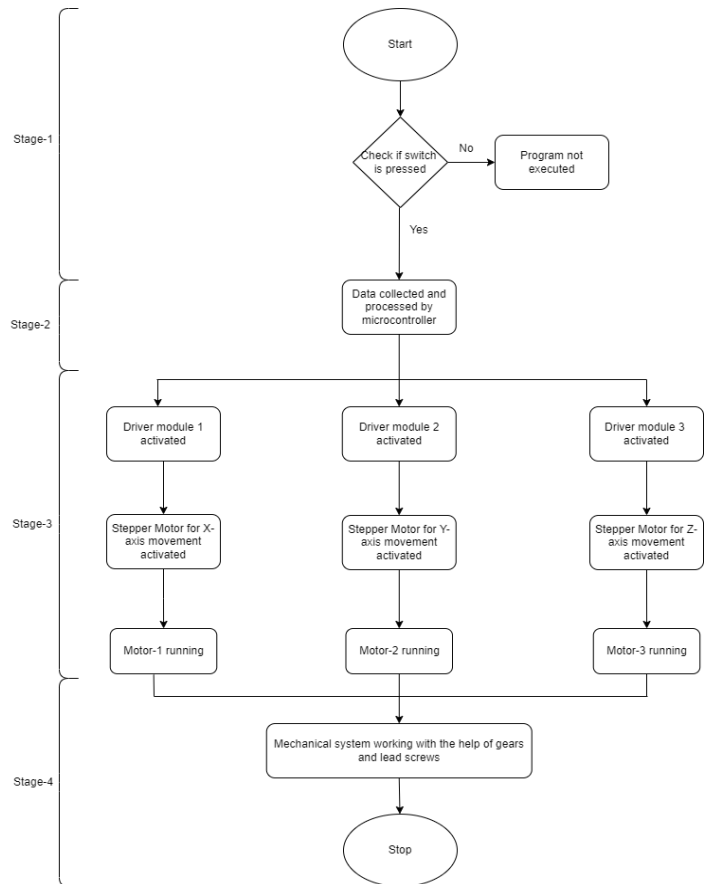 Start
Stage-1
Check if switch
is pressed
No
Program not
executed
Yes
Stage-2
Data collected and
processed by
microcontroller
Stage-3
Driver module 1
activated
Driver module 2
activated
Driver module 3
activated
Stepper Motor for X-
axis movement
activated
Stepper Motor for Y-
axis movement
activated
Stepper Motor for Z-
axis movement
activated
Motor-1 running
Motor-2 running
Motor-3 running
Stage-4
Mechanical system working with the help of gears
and lead screws
Stop